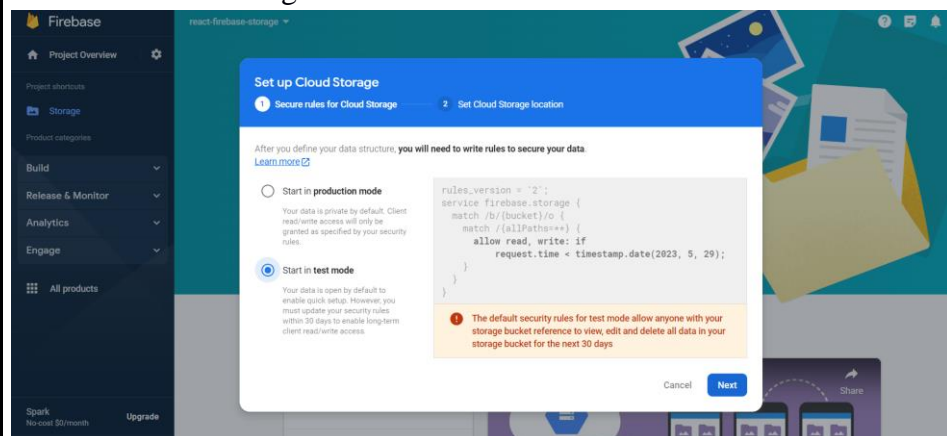 Firebase
react-firebase-storage
Project Overview
Project shortcuts
Storage
Product categories
Build
Release & Monitor
Analytics
Engage
All products
Spark
No-cost $0/month
Upgrade
Set up Cloud Storage
1 Secure rules for Cloud Storage
2 Set Cloud Storage location
After you define your data structure, you will need to write rules to secure your data.
Learn more
Start in production mode
Your data is private by default. Client
read/write access will only be
granted as specified by your security
rules.
Start in test mode
Your data is open by default to
enable quick setup. However, you
must update your security rules
within 30 days to enable long-term
client read/write access.
rules_version = '2';
service firebase.storage {
match /b/{bucket}/o {
match /{allPaths=**} {
allow read, write: if
request.time < timestamp.date(2023, 5, 29);
}
}
}
The default security rules for test mode allow anyone with your
storage bucket reference to view, edit and delete all data in your
storage bucket for the next 30 days
Cancel
Next
Share